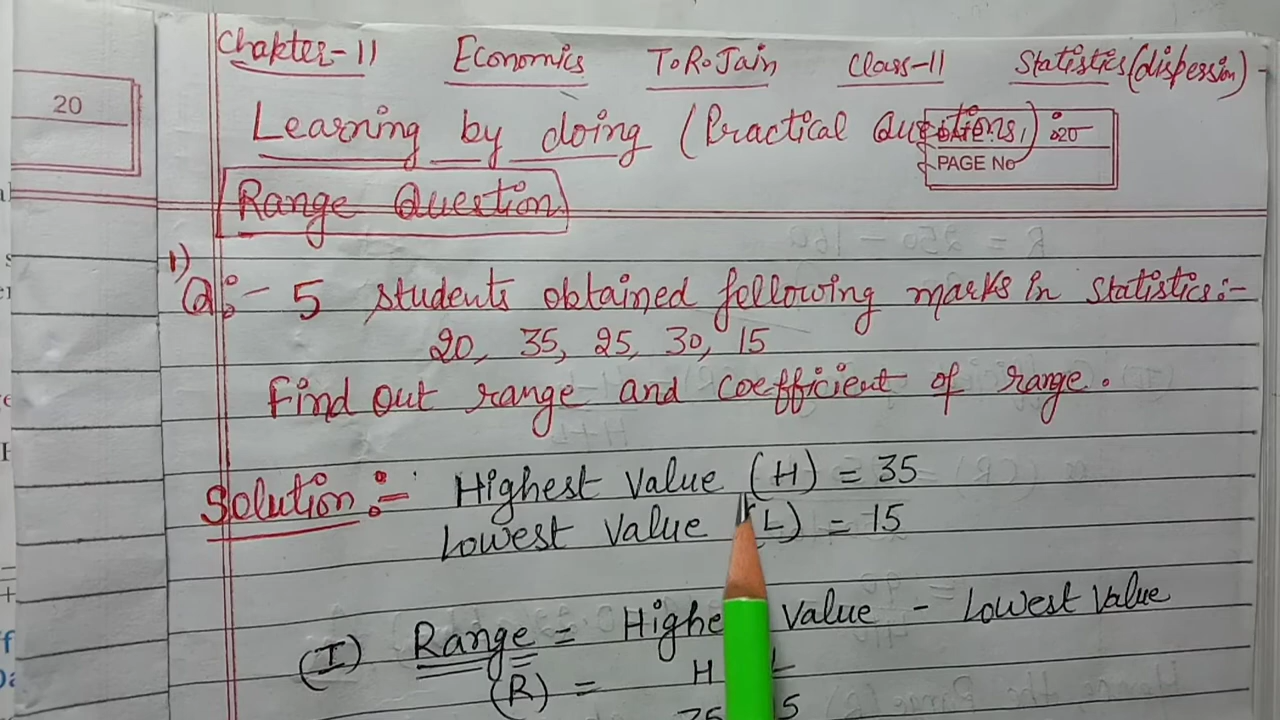 20
Chapter-11 Economics T.R.Jain Class-11 Statistics(dispersion)-
Learning by doing (Practical Questions) :-
PAGE No
Range Question
1)
Q:- 5 students obtained following marks in statistics:-
20, 35, 25, 30, 15
Find out range and coefficient of range.
Solution:- Highest Value (H) = 35
Lowest Value (L) = 15
(I) Range = Highe Value - Lowest Value
(R) = H L